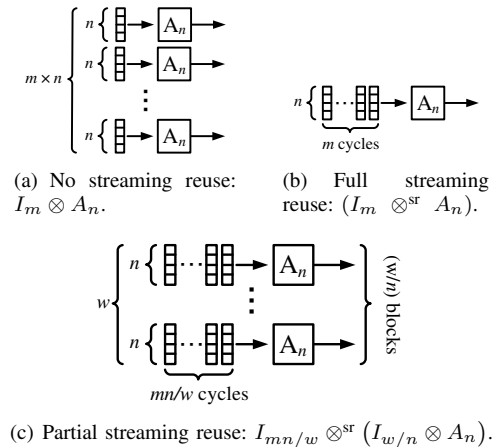 n
A_n
n
A_n
m × n
n
A_n
(a) No streaming reuse:
I_m ⊗ A_n.
n
A_n
m cycles
(b) Full streaming
reuse: (I_m ⊗^sr A_n).
n
A_n
w
n
A_n
(w/n) blocks
mn/w cycles
(c) Partial streaming reuse: I_{mn/w} ⊗^sr (I_{w/n} ⊗ A_n).